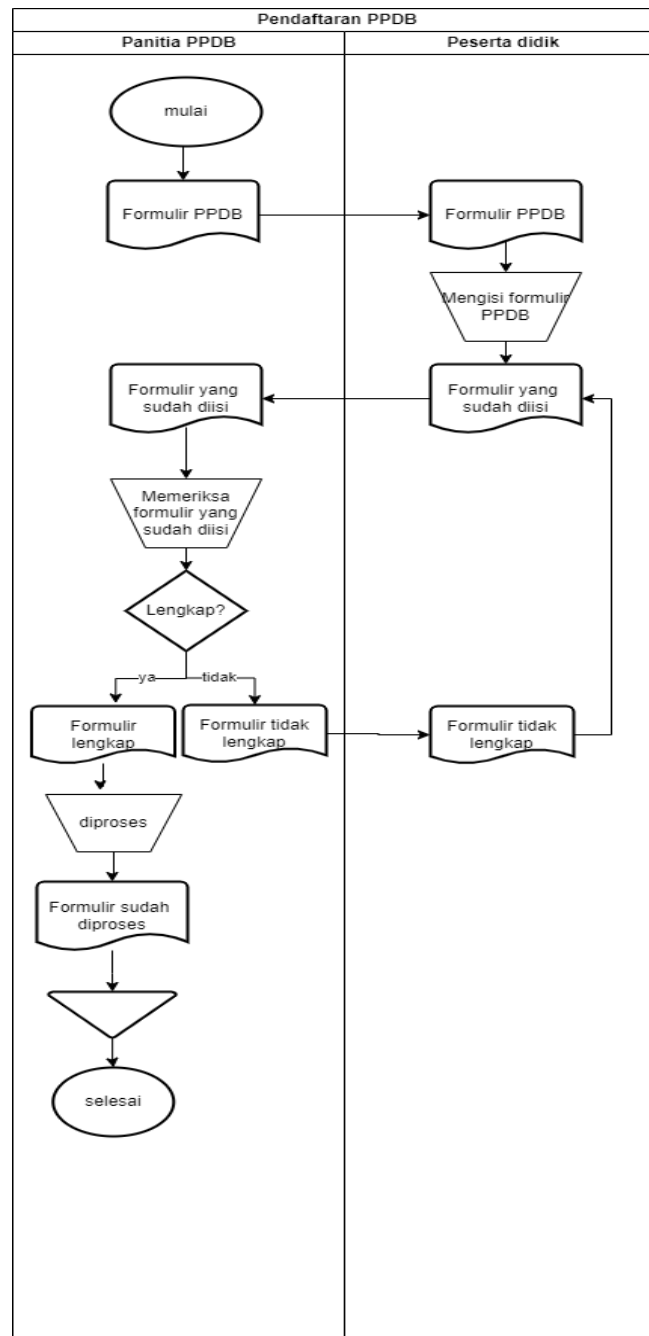 Pendaftaran PPDB
Panitia PPDB
Peserta didik
mulai
Formulir PPDB
Formulir PPDB
Mengisi formulir
PPDB
Formulir yang
sudah diisi
Formulir yang
sudah diisi
Memeriksa
formulir yang
sudah diisi
Lengkap?
ya
tidak
Formulir
lengkap
Formulir tidak
lengkap
Formulir tidak
lengkap
diproses
Formulir sudah
diproses
selesai